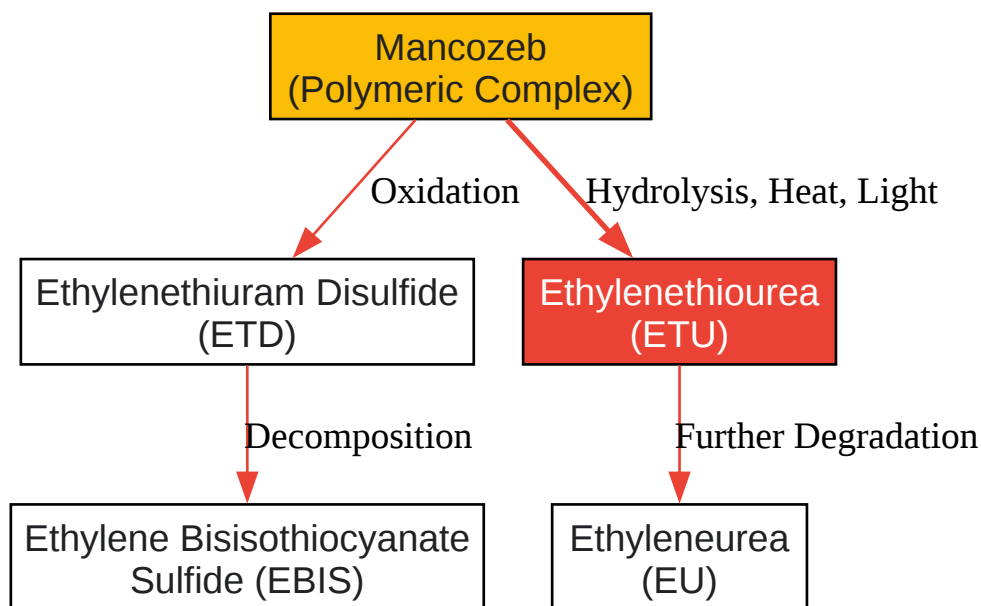 Mancozeb
(Polymeric Complex)
Oxidation
Hydrolysis, Heat, Light
Ethylenethiuram Disulfide
(ETD)
Ethylenethiourea
(ETU)
Decomposition
Further Degradation
Ethylene Bisisothiocyanate
Sulfide (EBIS)
Ethyleneurea
(EU)